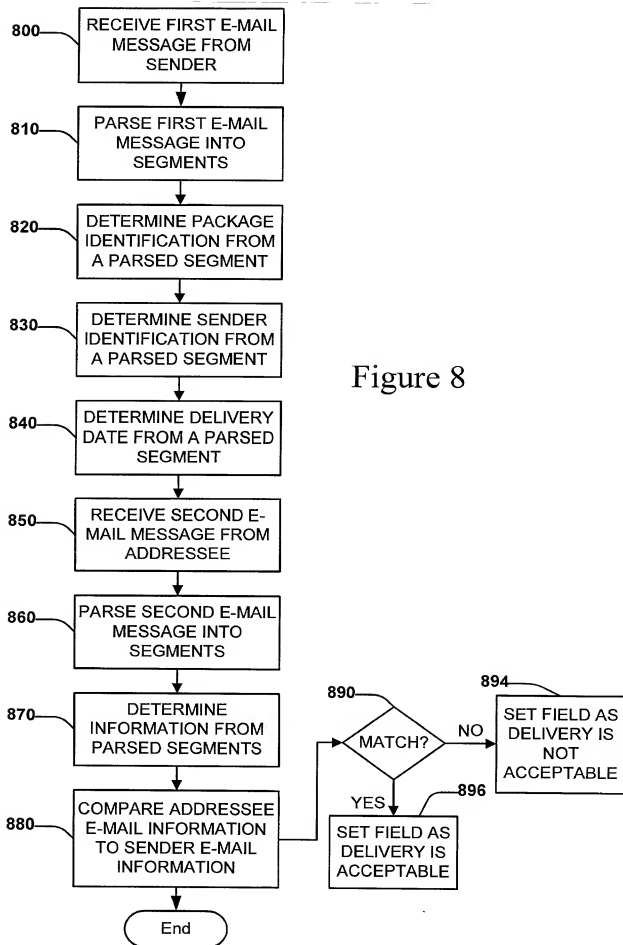 800
RECEIVE FIRST E-MAIL
MESSAGE FROM
SENDER
810
PARSE FIRST E-MAIL
MESSAGE INTO
SEGMENTS
820
DETERMINE PACKAGE
IDENTIFICATION FROM
A PARSED SEGMENT
830
DETERMINE SENDER
IDENTIFICATION FROM
A PARSED SEGMENT
Figure 8
840
DETERMINE DELIVERY
DATE FROM A PARSED
SEGMENT
850
RECEIVE SECOND E-
MAIL MESSAGE FROM
ADDRESSEE
860
PARSE SECOND E-MAIL
MESSAGE INTO
SEGMENTS
870
DETERMINE
INFORMATION FROM
PARSED SEGMENTS
880
COMPARE ADDRESSEE
E-MAIL INFORMATION
TO SENDER E-MAIL
INFORMATION
890
MATCH?
NO
894
SET FIELD AS
DELIVERY IS
NOT
ACCEPTABLE
YES
896
SET FIELD AS
DELIVERY IS
ACCEPTABLE
End